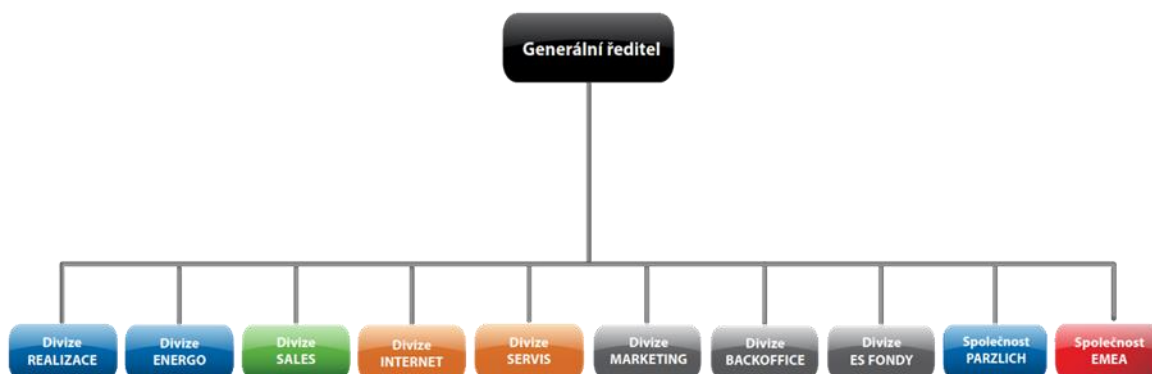 Generální ředitel
Divize
REALIZACE
Divize
ENERGO
Divize
SALES
Divize
INTERNET
Divize
SERVIS
Divize
MARKETING
Divize
BACKOFFICE
Divize
ES FONDY
Společnost
PARZLICH
Společnost
EMEA